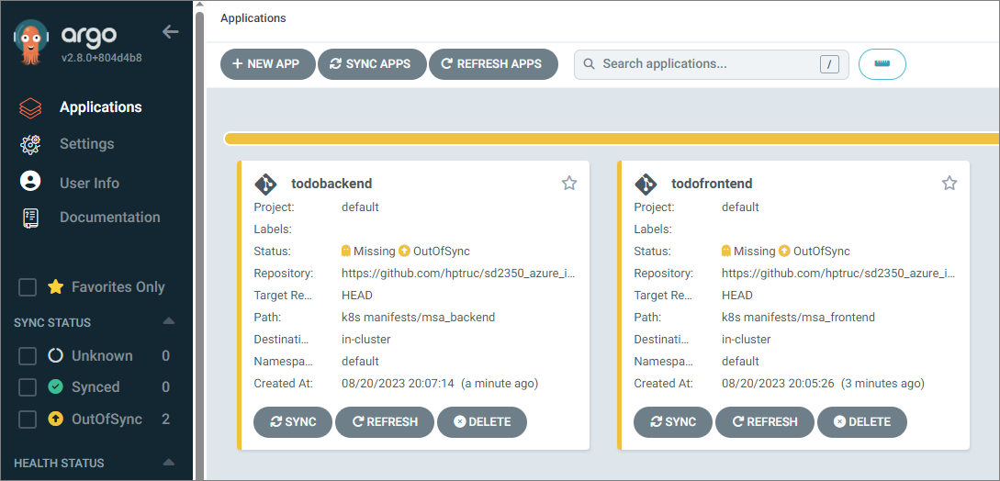 argo
v2.8.0+804d4b8
Applications
Settings
User Info
Documentation
Favorites Only
SYNC STATUS
Unknown 0
Synced 0
OutOfSync 2
HEALTH STATUS
Applications
+ NEW APP SYNC APPS REFRESH APPS Search applications... /
todobackend
Project: default
Labels:
Status: Missing OutOfSync
Repository: https://github.com/hptruc/sd2350_azure_i...
Target Re... HEAD
Path: k8s manifests/msa_backend
Destinati... in-cluster
Namespa... default
Created At: 08/20/2023 20:07:14 (a minute ago)
SYNC REFRESH DELETE
todofrontend
Project: default
Labels:
Status: Missing OutOfSync
Repository: https://github.com/hptruc/sd2350_azure_i...
Target Re... HEAD
Path: k8s manifests/msa_frontend
Destinati... in-cluster
Namespa... default
Created At: 08/20/2023 20:05:26 (3 minutes ago)
SYNC REFRESH DELETE